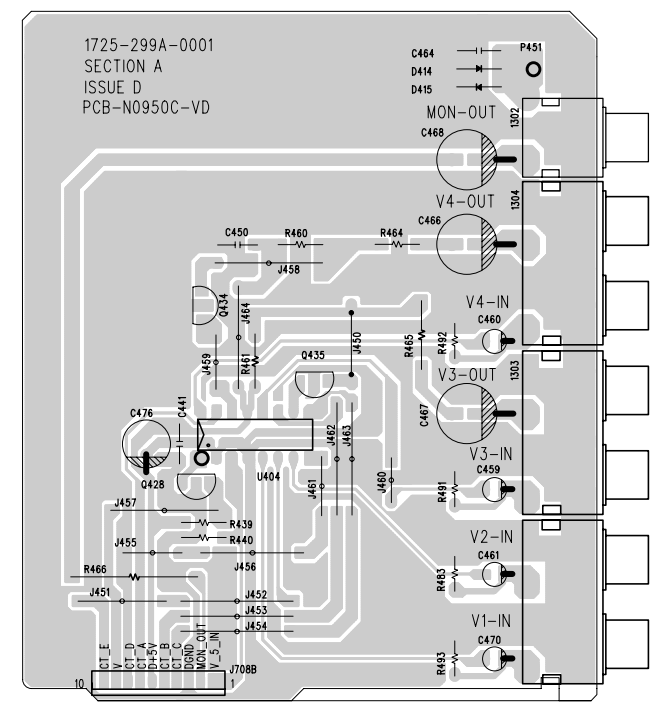 1725-299A-0001
SECTION A
ISSUE D
PCB-N0950C-VD
C464
P451
D414
D415
MON-OUT
1302
C468
V4-OUT
1304
C466
C450
R460
R464
J458
Q434
J464
V4-IN
C460
J459
R461
Q435
J450
R465
R492
1303
V3-OUT
C467
C476
C441
J462
J463
V3-IN
C459
Q428
U404
J461
J460
R491
J457
R439
R440
J455
J456
V2-IN
C461
R466
R483
J451
J452
J453
J454
V1-IN
C470
R493
CT_E
V
CT_D
CT_A
D+5V
CT_B
CT_C
DGND
MON_OUT
V_5_IN
J708B
10
1